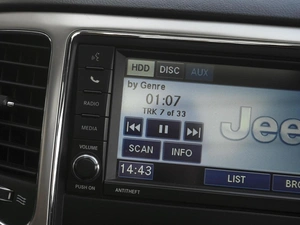 HDD DISC AUX
by Genre
01:07
TRK 7 of 33
RADIO
MEDIA
VOLUME
SCAN INFO
14:43 LIST BRO
PUSH ON
ANTITHEFT
Jee